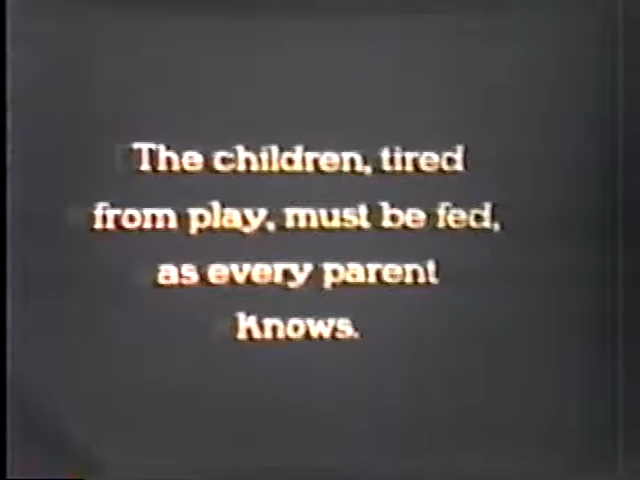 The children, tired
from play, must be fed,
as every parent
Knows.